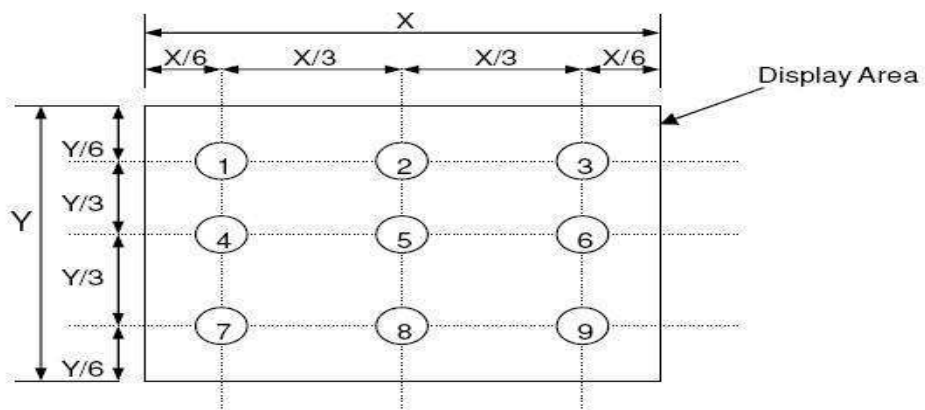 X
X/6 X/3 X/3 X/6
Display Area
Y/6
1 2 3
Y/3
Y
4 5 6
Y/3
7 8 9
Y/6